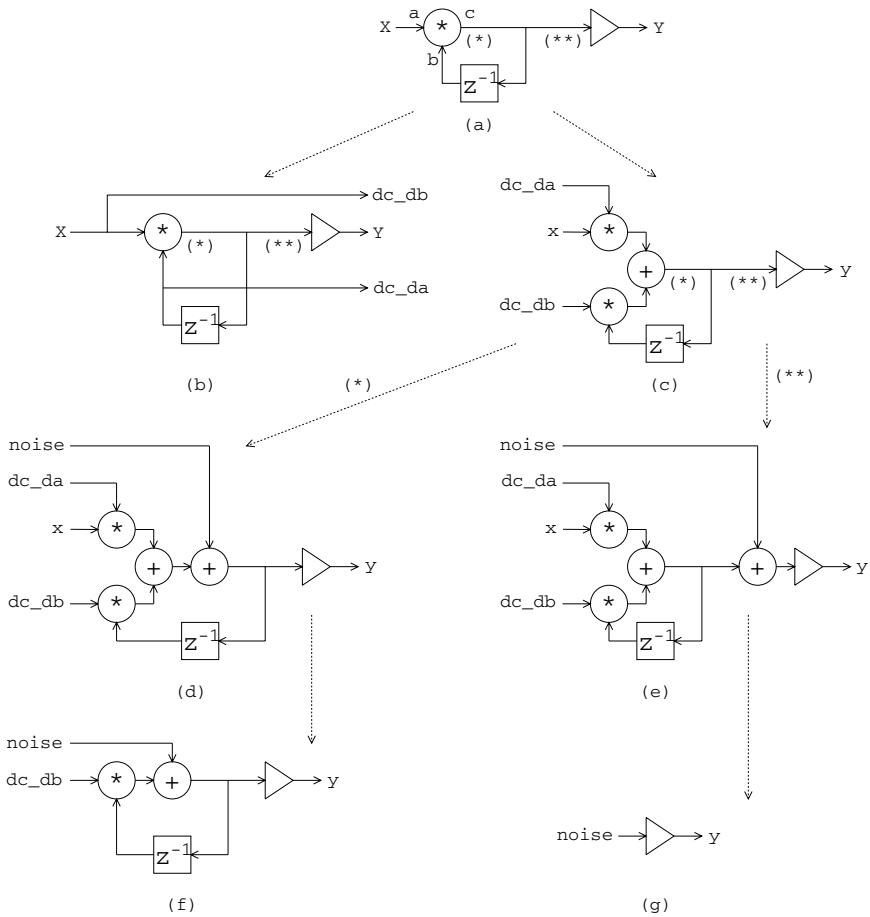 X a * c Y
(*) (**)
b
z⁻¹
(a)
dc_db
X * Y
(*) (**)
dc_da
z⁻¹
(b)
dc_da
x *
+ y
(*) (**)
dc_db *
z⁻¹
(c)
(*)
(**)
noise
dc_da
x *
+ + y
dc_db *
z⁻¹
(d)
noise
dc_da
x *
+ + y
dc_db *
z⁻¹
(e)
noise
dc_db * + y
z⁻¹
(f)
noise y
(g)